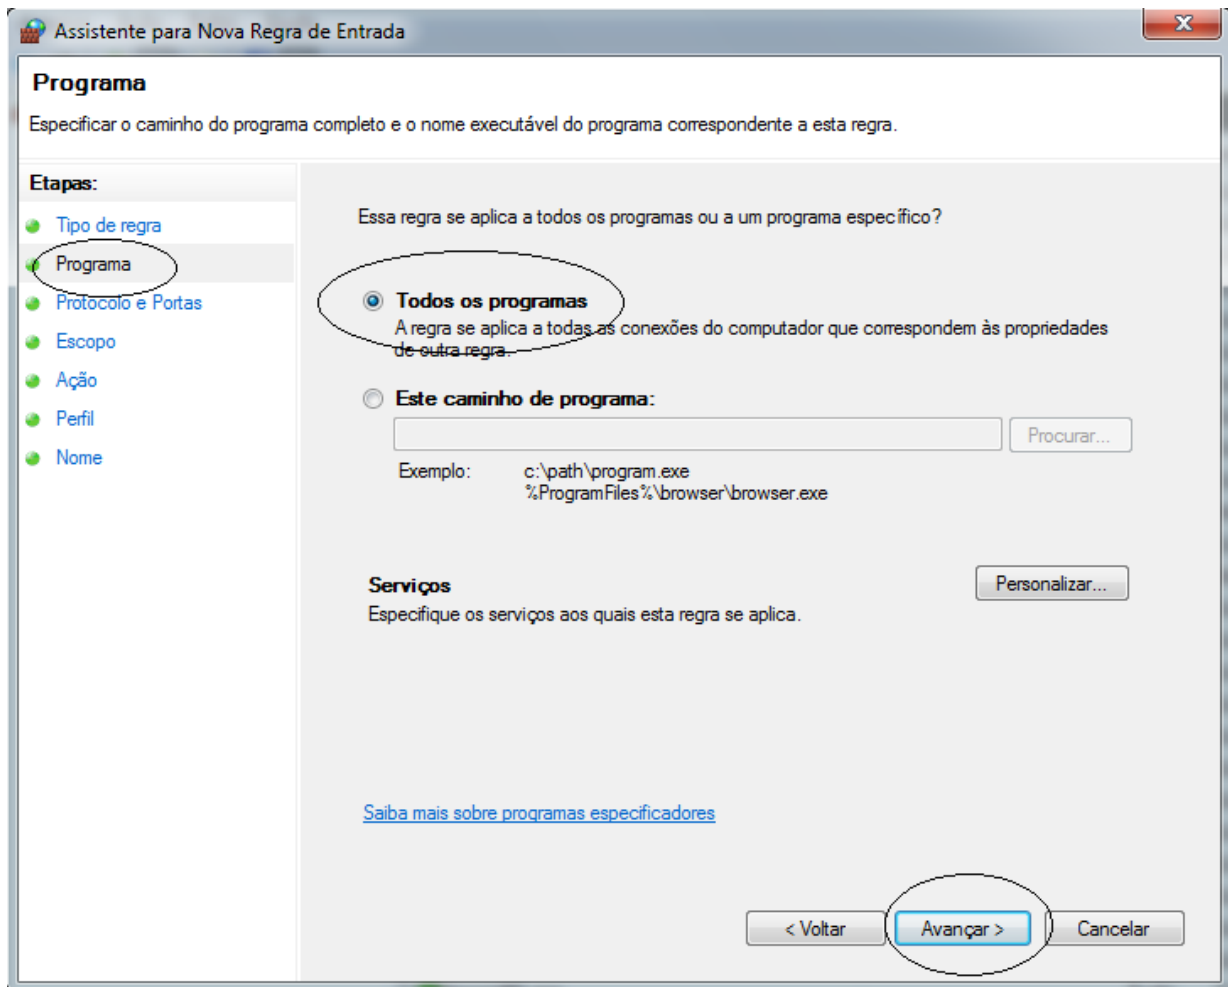 Assistente para Nova Regra de Entrada
X
Programa
Especificar o caminho do programa completo e o nome executável do programa correspondente a esta regra.
Etapas:
Tipo de regra
Programa
Protocolo e Portas
Escopo
Ação
Perfil
Nome
Essa regra se aplica a todos os programas ou a um programa específico?
Todos os programas
A regra se aplica a todas as conexões do computador que correspondem às propriedades
de outra regra.
Este caminho de programa:
Procurar...
Exemplo: c:\path\program.exe
%ProgramFiles%\browser\browser.exe
Serviços
Personalizar...
Especifique os serviços aos quais esta regra se aplica.
Saiba mais sobre programas especificadores
< Voltar Avançar > Cancelar